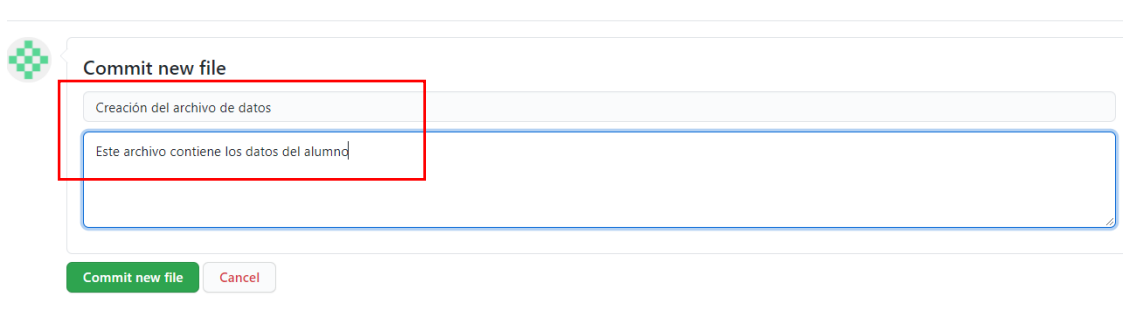 Commit new file
Creación del archivo de datos
Este archivo contiene los datos del alumno
Commit new file Cancel